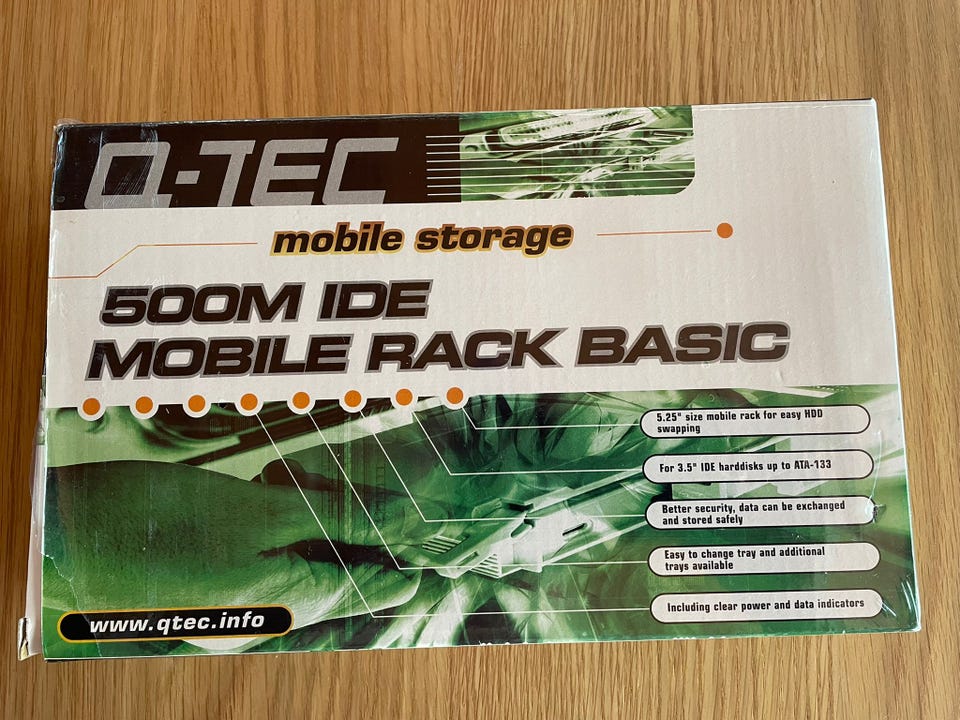 Q-TEC
mobile storage
500M IDE
MOBILE RACK BASIC
5.25" size mobile rack for easy HDD
swapping
For 3.5" IDE harddisks up to ATA-133
Better security, data can be exchanged
and stored safely
Easy to change tray and additional
trays available
Including clear power and data indicators
www.qtec.info